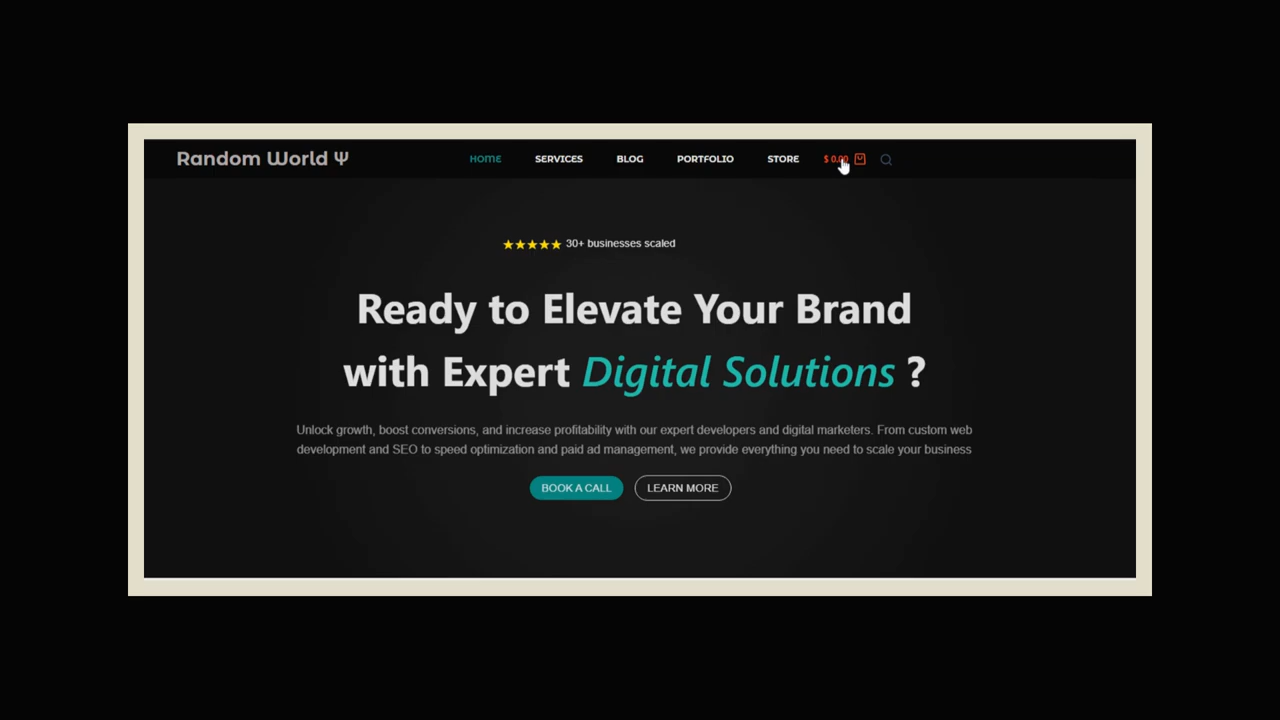 Random World Ψ
HOME SERVICES BLOG PORTFOLIO STORE $ 0.00
★★★★★ 30+ businesses scaled
Ready to Elevate Your Brand
with Expert Digital Solutions ?
Unlock growth, boost conversions, and increase profitability with our expert developers and digital marketers. From custom web
development and SEO to speed optimization and paid ad management, we provide everything you need to scale your business
BOOK A CALL LEARN MORE